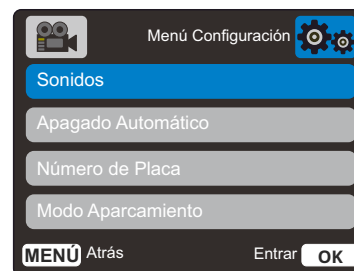 Menú Configuración
Sonidos
Apagado Automático
Número de Placa
Modo Aparcamiento
MENÚ Atrás Entrar OK